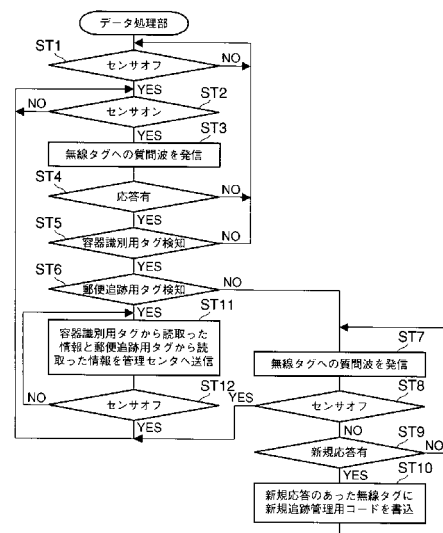 データ処理部
ST1
センサオフ
NO
YES
ST2
NO
センサオン
YES
ST3
無線タグへの質問波を発信
ST4
応答有
NO
YES
ST5
容器識別用タグ検知
NO
YES
ST6
郵便追跡用タグ検知
NO
YES
ST11
容器識別用タグから読取った
情報と郵便追跡用タグから読
取った情報を管理センタへ送信
ST7
無線タグへの質問波を発信
ST12
NO
センサオフ
YES
ST8
YES
センサオフ
NO
ST9
新規応答有
NO
YES
ST10
新規応答のあった無線タグに
新規追跡管理用コードを書込